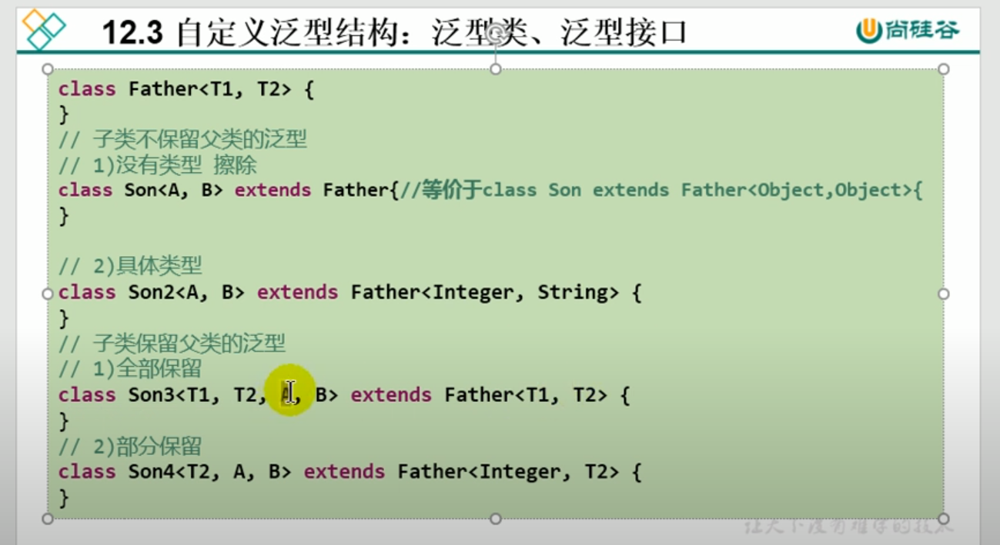 12.3 自定义泛型结构：泛型类、泛型接口
尚硅谷
class Father<T1, T2> {
}
// 子类不保留父类的泛型
// 1)没有类型 擦除
class Son<A, B> extends Father{//等价于class Son extends Father<Object,Object>{
}
// 2)具体类型
class Son2<A, B> extends Father<Integer, String> {
}
// 子类保留父类的泛型
// 1)全部保留
class Son3<T1, T2, A, B> extends Father<T1, T2> {
}
// 2)部分保留
class Son4<T2, A, B> extends Father<Integer, T2> {
}
让天下没有难学的技术